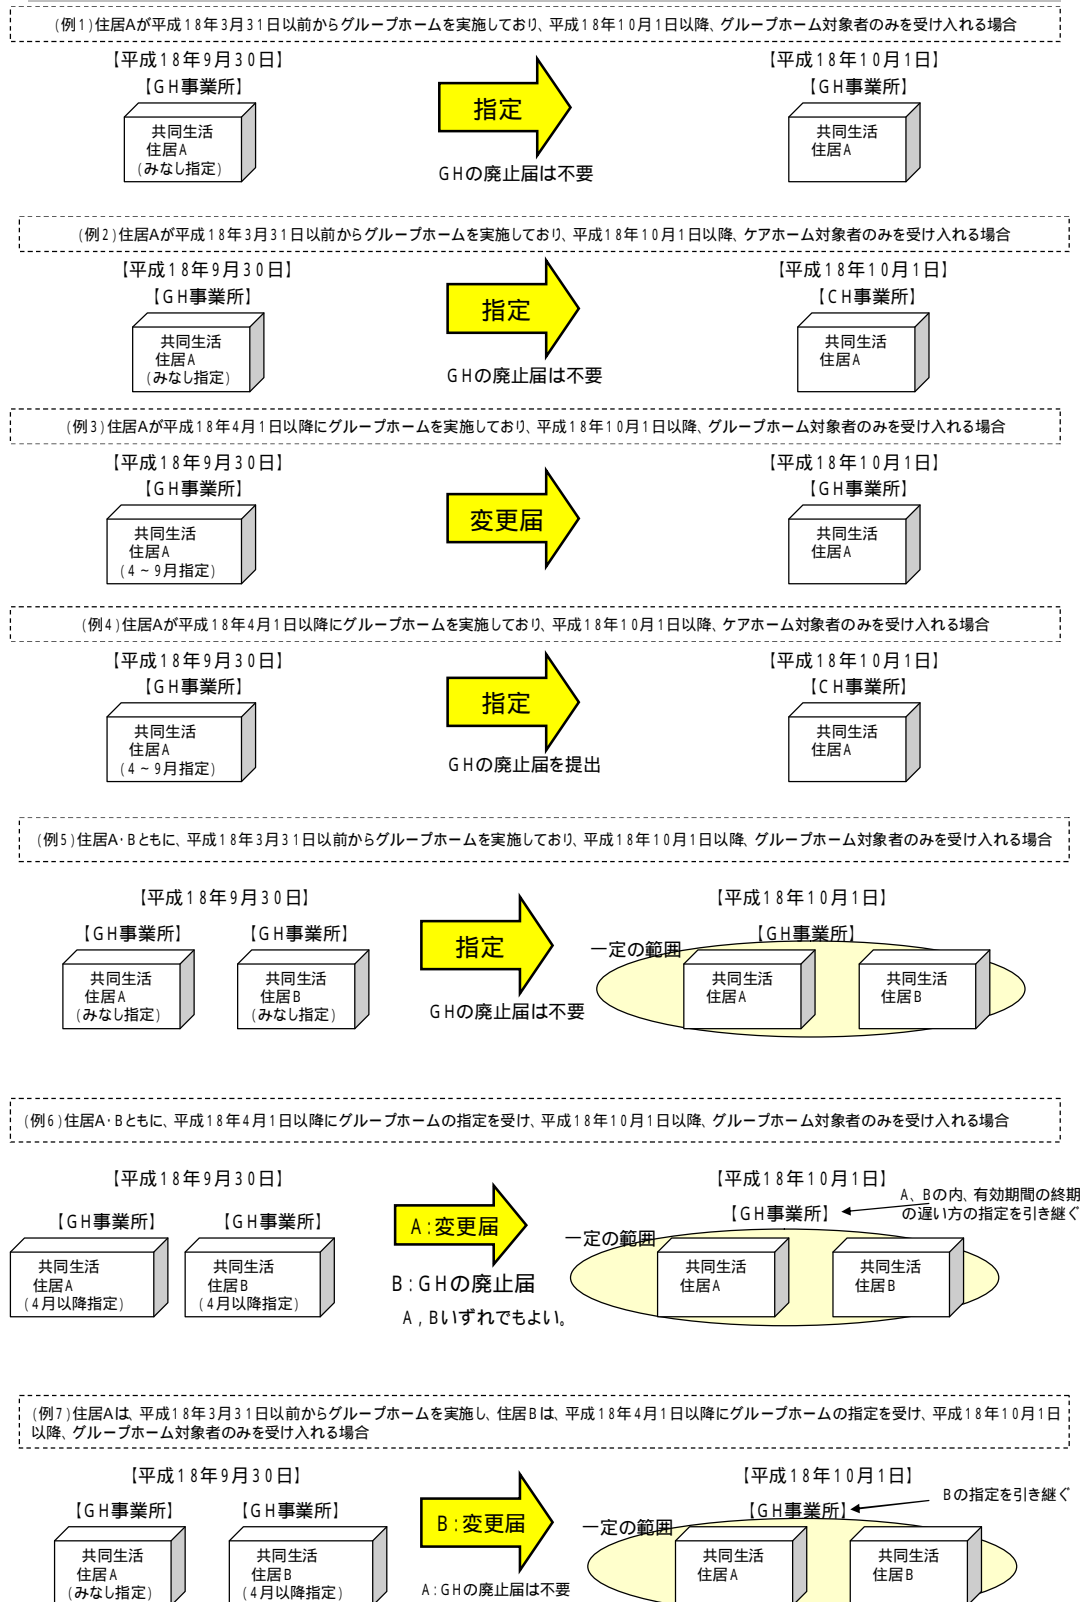 (例1)住居Aが平成18年3月31日以前からグループホームを実施しており、平成18年10月1日以降、グループホーム対象者のみを受け入れる場合
【平成18年9月30日】
【平成18年10月1日】
【GH事業所】
【GH事業所】
共同生活
住居A
(みなし指定)
指定
GHの廃止届は不要
共同生活
住居A
(例2)住居Aが平成18年3月31日以前からグループホームを実施しており、平成18年10月1日以降、ケアホーム対象者のみを受け入れる場合
【平成18年9月30日】
【平成18年10月1日】
【GH事業所】
【CH事業所】
共同生活
住居A
(みなし指定)
指定
GHの廃止届は不要
共同生活
住居A
(例3)住居Aが平成18年4月1日以降にグループホームを実施しており、平成18年10月1日以降、グループホーム対象者のみを受け入れる場合
【平成18年9月30日】
【平成18年10月1日】
【GH事業所】
【GH事業所】
共同生活
住居A
(4~9月指定)
変更届
共同生活
住居A
(例4)住居Aが平成18年4月1日以降にグループホームを実施しており、平成18年10月1日以降、ケアホーム対象者のみを受け入れる場合
【平成18年9月30日】
【平成18年10月1日】
【GH事業所】
【CH事業所】
共同生活
住居A
(4~9月指定)
指定
GHの廃止届を提出
共同生活
住居A
(例5)住居A・Bともに、平成18年3月31日以前からグループホームを実施しており、平成18年10月1日以降、グループホーム対象者のみを受け入れる場合
【平成18年9月30日】
【平成18年10月1日】
【GH事業所】
【GH事業所】
【GH事業所】
共同生活
住居A
(みなし指定)
共同生活
住居B
(みなし指定)
指定
GHの廃止届は不要
一定の範囲
共同生活
住居A
共同生活
住居B
(例6)住居A・Bともに、平成18年4月1日以降にグループホームの指定を受け、平成18年10月1日以降、グループホーム対象者のみを受け入れる場合
【平成18年9月30日】
【平成18年10月1日】
A、Bの内、有効期間の終期
の遅い方の指定を引き継ぐ
【GH事業所】
【GH事業所】
【GH事業所】
共同生活
住居A
(4月以降指定)
共同生活
住居B
(4月以降指定)
A:変更届
B:GHの廃止届
A,Bいずれでもよい。
一定の範囲
共同生活
住居A
共同生活
住居B
(例7)住居Aは、平成18年3月31日以前からグループホームを実施し、住居Bは、平成18年4月1日以降にグループホームの指定を受け、平成18年10月1日
以降、グループホーム対象者のみを受け入れる場合
【平成18年9月30日】
【平成18年10月1日】
Bの指定を引き継ぐ
【GH事業所】
【GH事業所】
【GH事業所】
共同生活
住居A
(みなし指定)
共同生活
住居B
(4月以降指定)
B:変更届
A:GHの廃止届は不要
一定の範囲
共同生活
住居A
共同生活
住居B